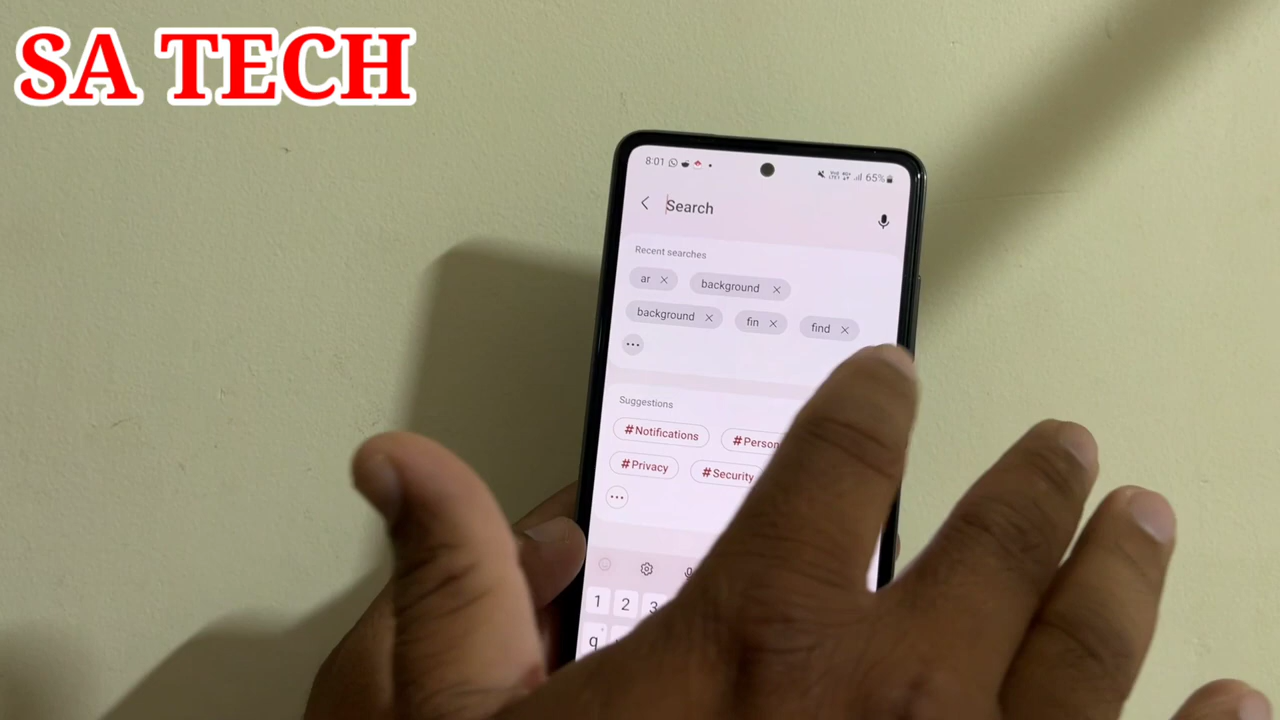 SA TECH
8:01 65%
Search
Recent searches
ar background
background fin find
Suggestions
#Notifications
#Privacy #Security
1 2 3
q